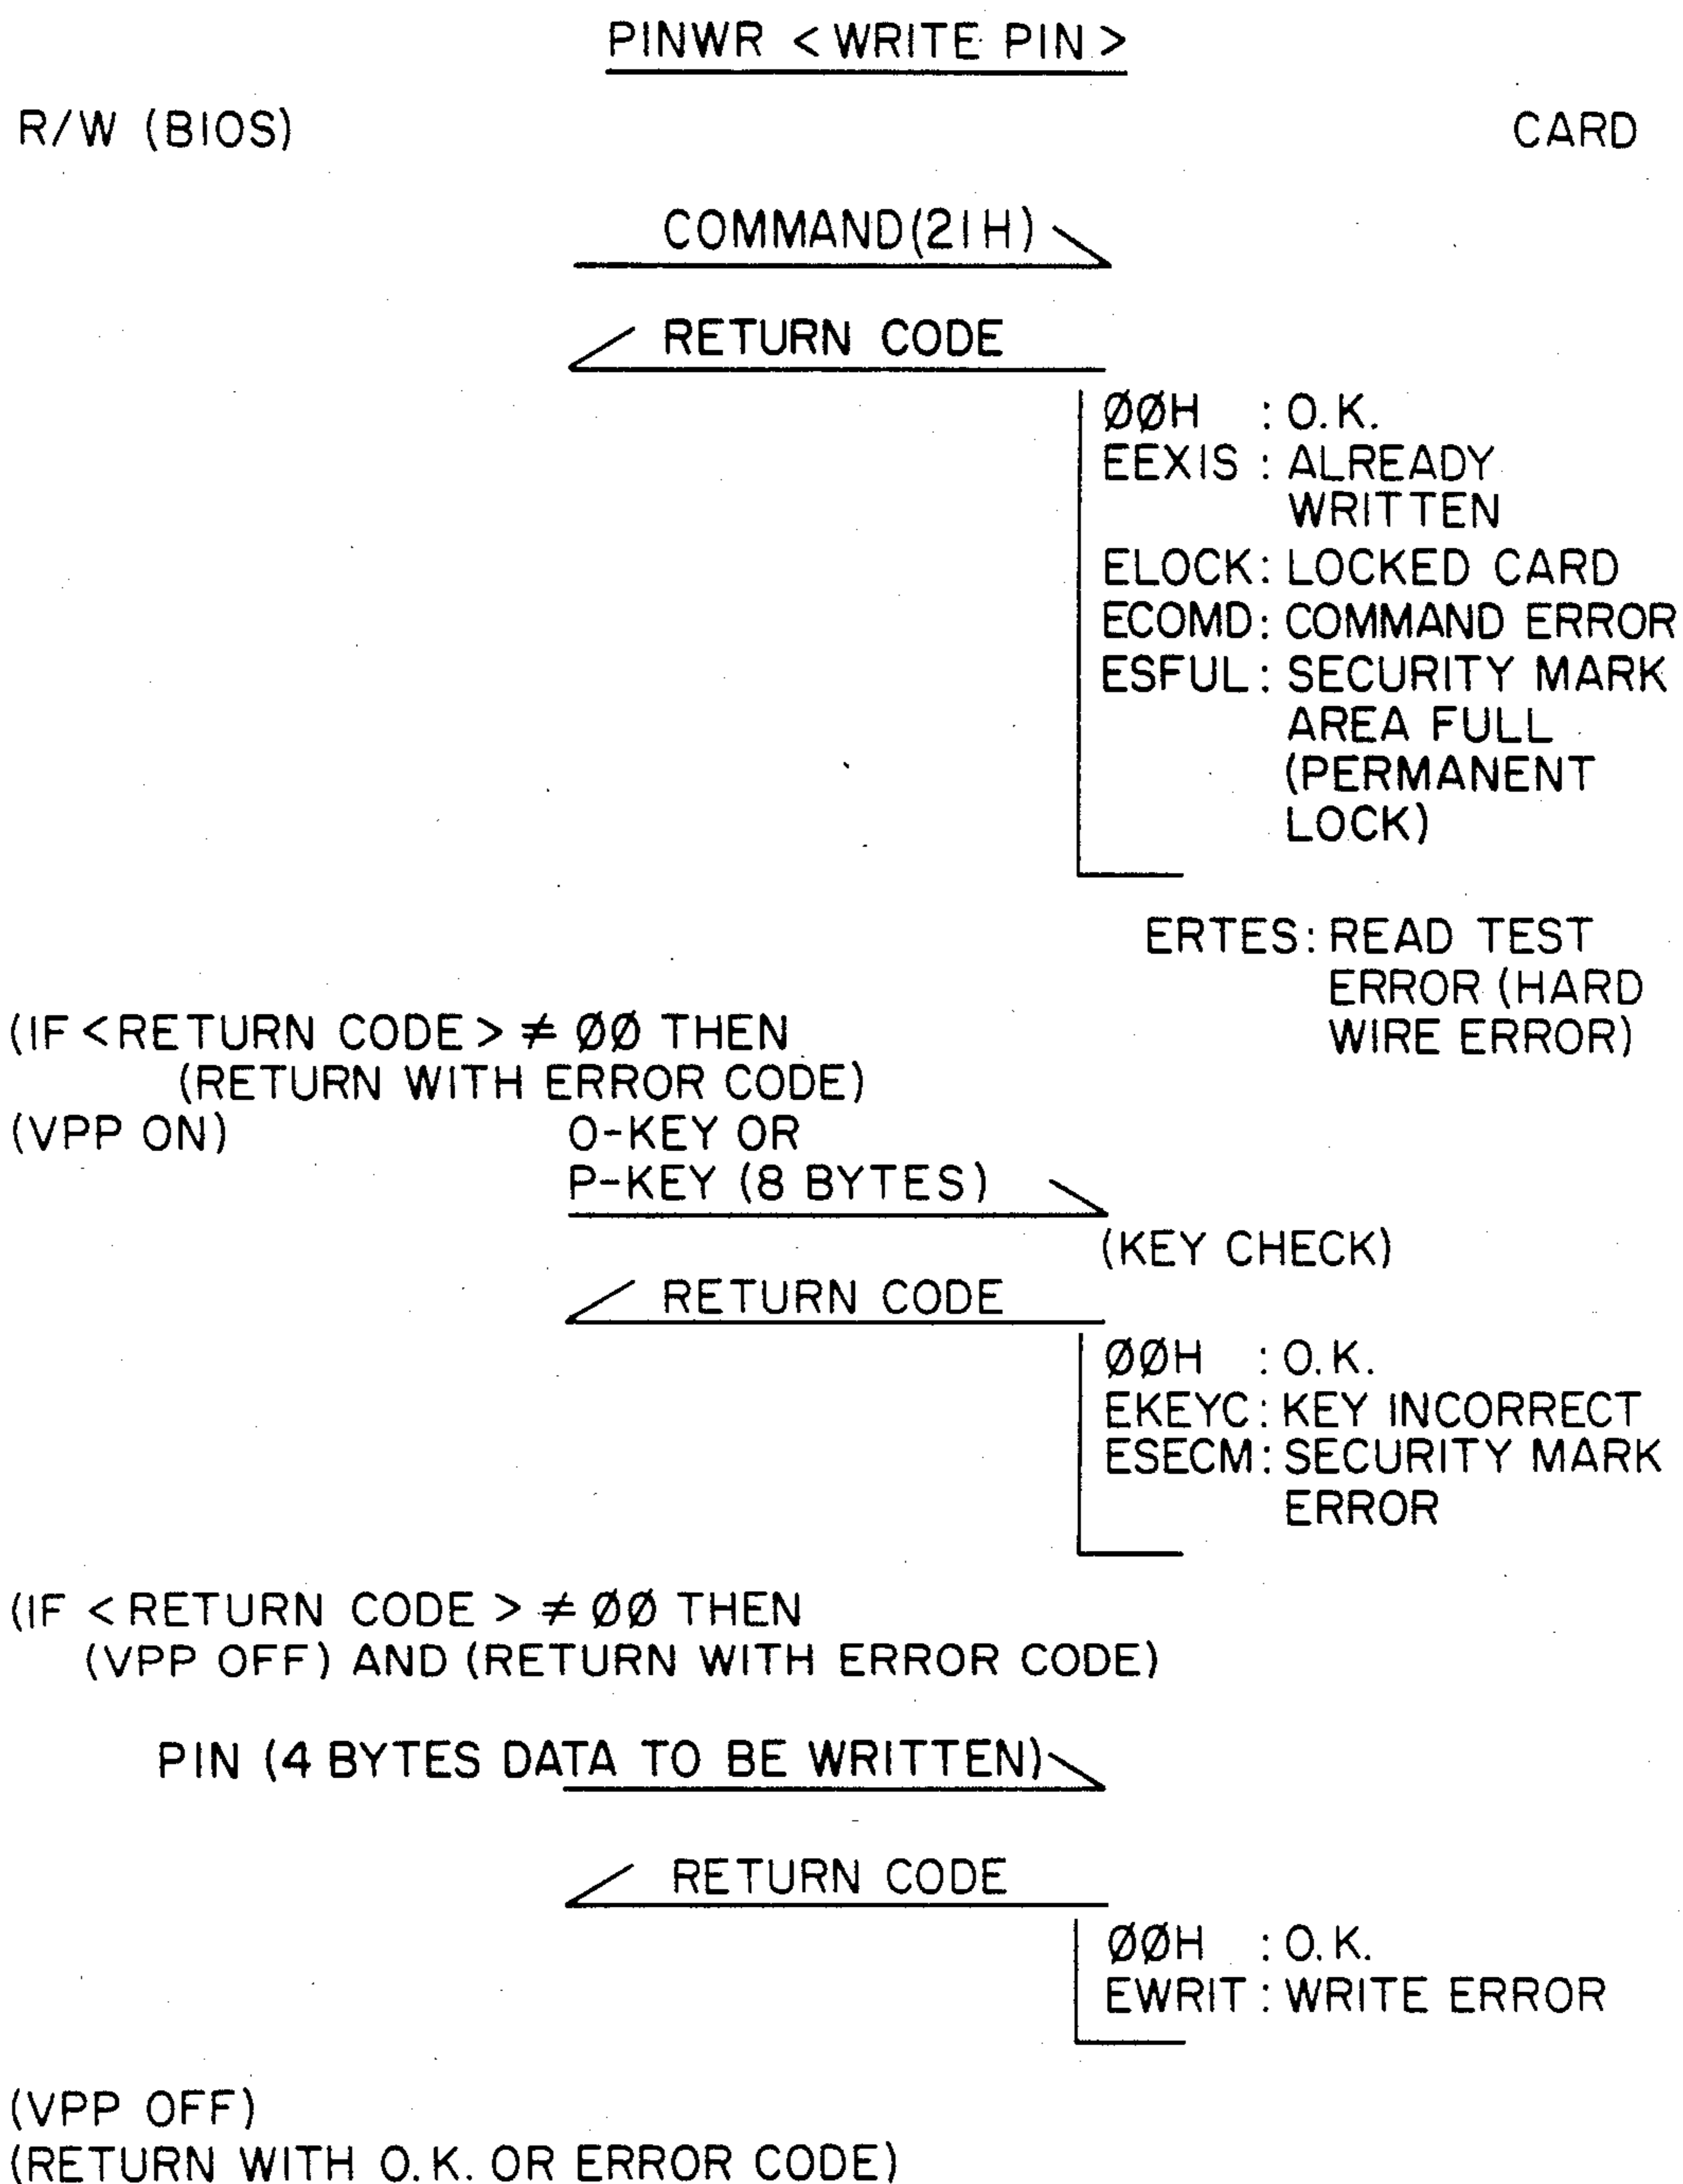 PINWR <WRITE PIN>
R/W (BIOS)
CARD
COMMAND(21H)
RETURN CODE
ØØH : O.K.
EEXIS : ALREADY
WRITTEN
ELOCK: LOCKED CARD
ECOMD: COMMAND ERROR
ESFUL: SECURITY MARK
AREA FULL
(PERMANENT
LOCK)
ERTES: READ TEST
ERROR (HARD
WIRE ERROR)
(IF <RETURN CODE> ≠ ØØ THEN
(RETURN WITH ERROR CODE)
(VPP ON)
O-KEY OR
P-KEY (8 BYTES)
(KEY CHECK)
RETURN CODE
ØØH : O.K.
EKEYC: KEY INCORRECT
ESECM: SECURITY MARK
ERROR
(IF <RETURN CODE> ≠ ØØ THEN
(VPP OFF) AND (RETURN WITH ERROR CODE)
PIN (4 BYTES DATA TO BE WRITTEN)
RETURN CODE
ØØH : O.K.
EWRIT : WRITE ERROR
(VPP OFF)
(RETURN WITH O.K. OR ERROR CODE)